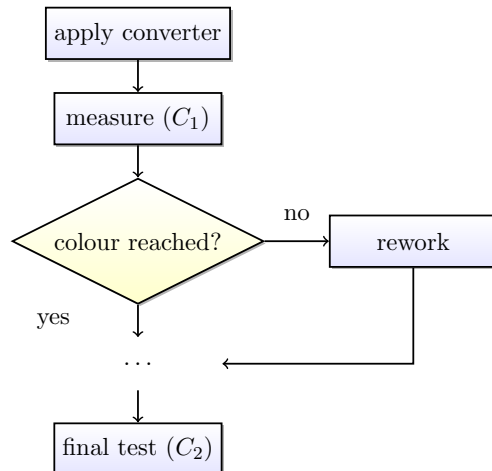 apply converter
measure (C₁)
colour reached?
no
rework
yes
⋯
final test (C₂)